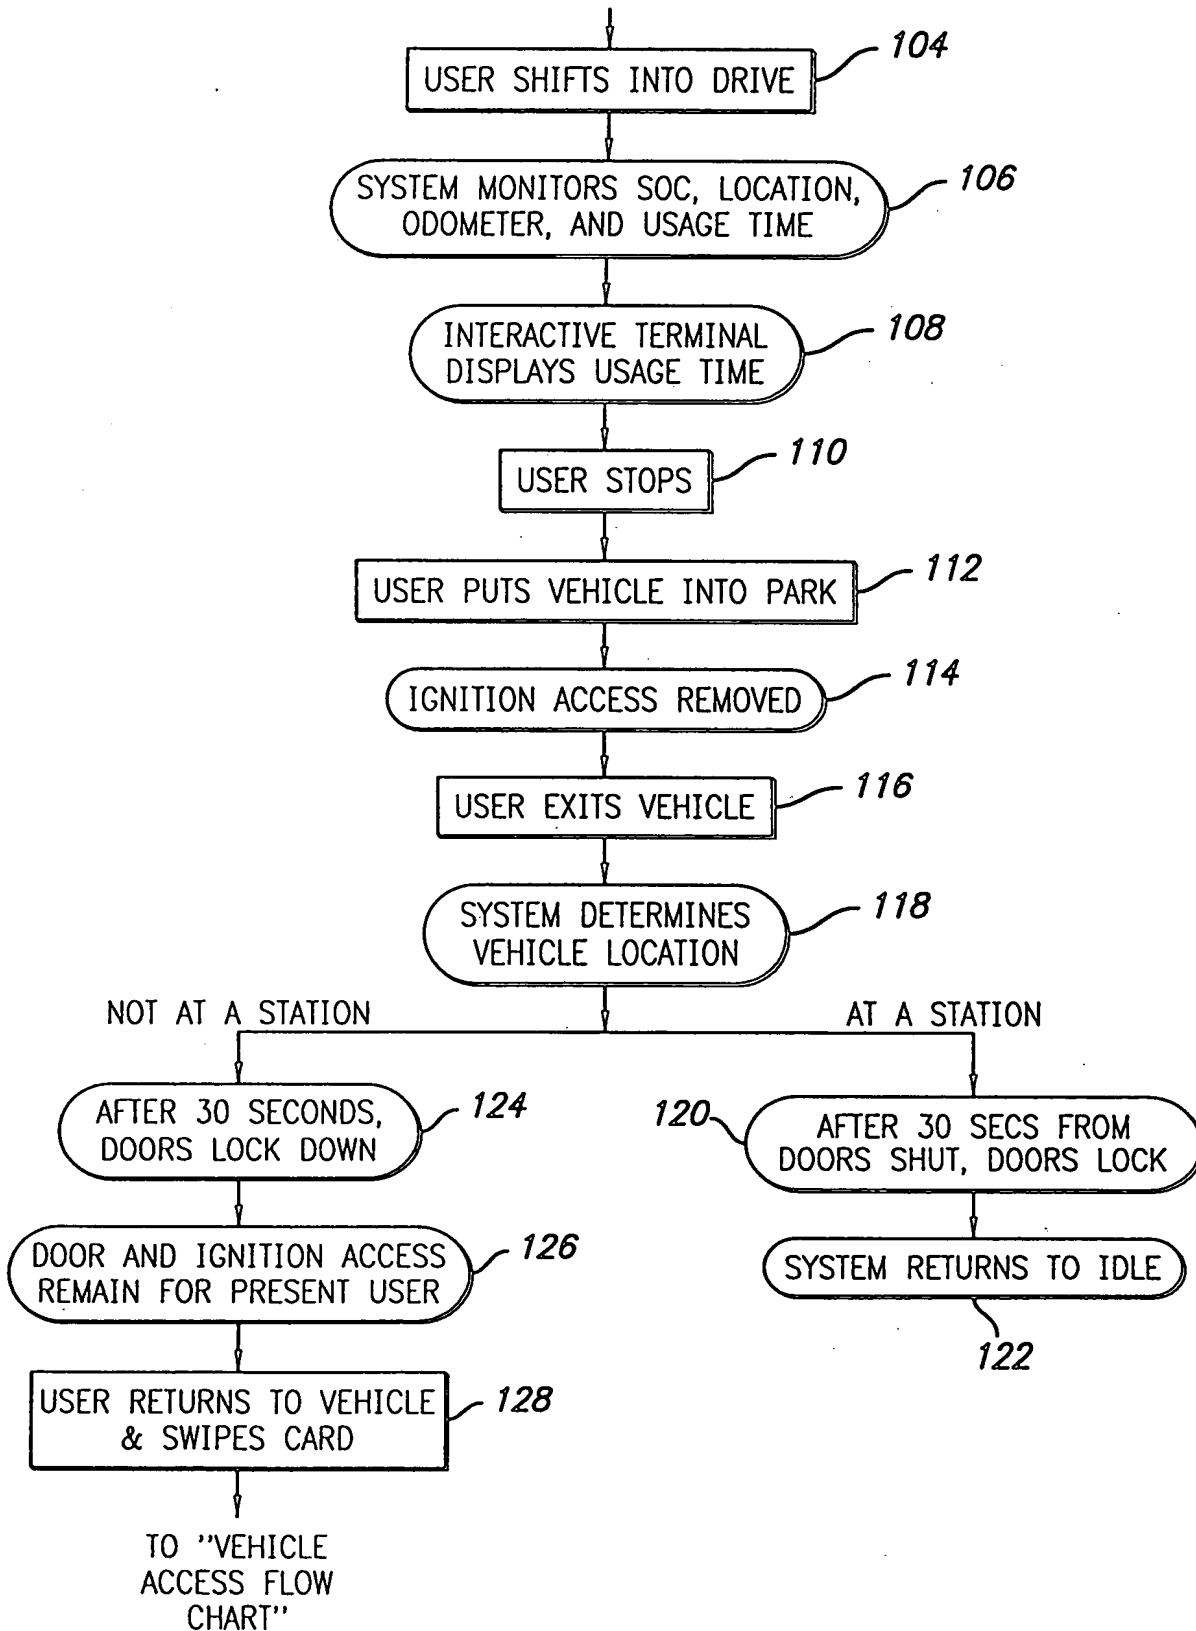 104
USER SHIFTS INTO DRIVE
106
SYSTEM MONITORS SOC, LOCATION,
ODOMETER, AND USAGE TIME
108
INTERACTIVE TERMINAL
DISPLAYS USAGE TIME
110
USER STOPS
112
USER PUTS VEHICLE INTO PARK
114
IGNITION ACCESS REMOVED
116
USER EXITS VEHICLE
118
SYSTEM DETERMINES
VEHICLE LOCATION
NOT AT A STATION
AT A STATION
124
AFTER 30 SECONDS,
DOORS LOCK DOWN
120
AFTER 30 SECS FROM
DOORS SHUT, DOORS LOCK
126
DOOR AND IGNITION ACCESS
REMAIN FOR PRESENT USER
SYSTEM RETURNS TO IDLE
122
128
USER RETURNS TO VEHICLE
& SWIPES CARD
TO "VEHICLE
ACCESS FLOW
CHART"